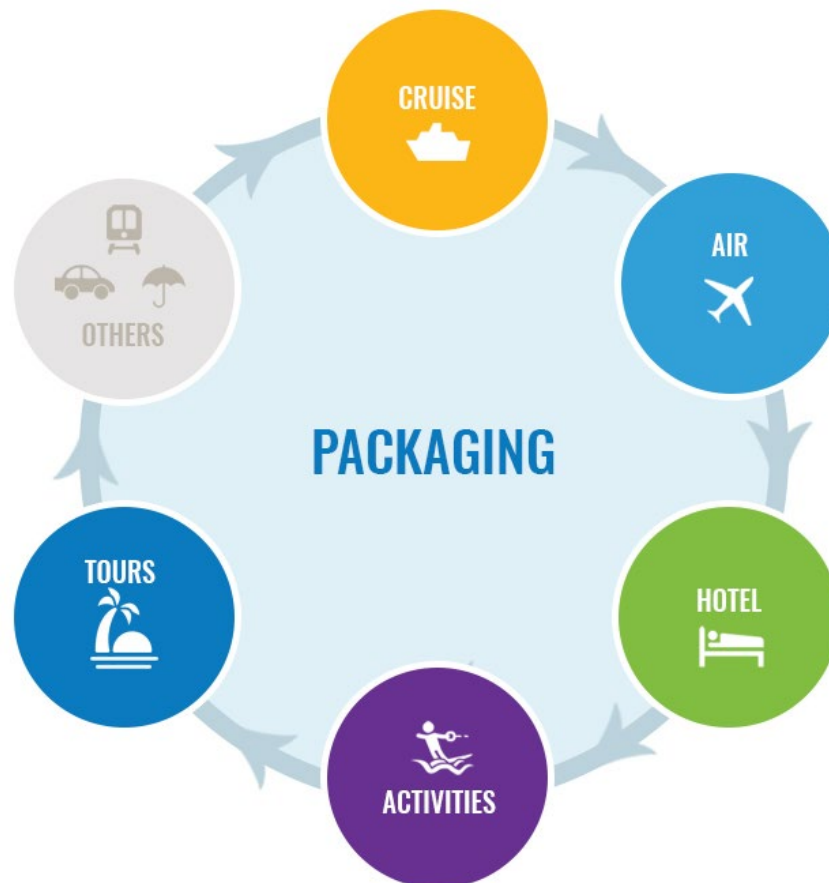 CRUISE
AIR
HOTEL
ACTIVITIES
TOURS
OTHERS
PACKAGING